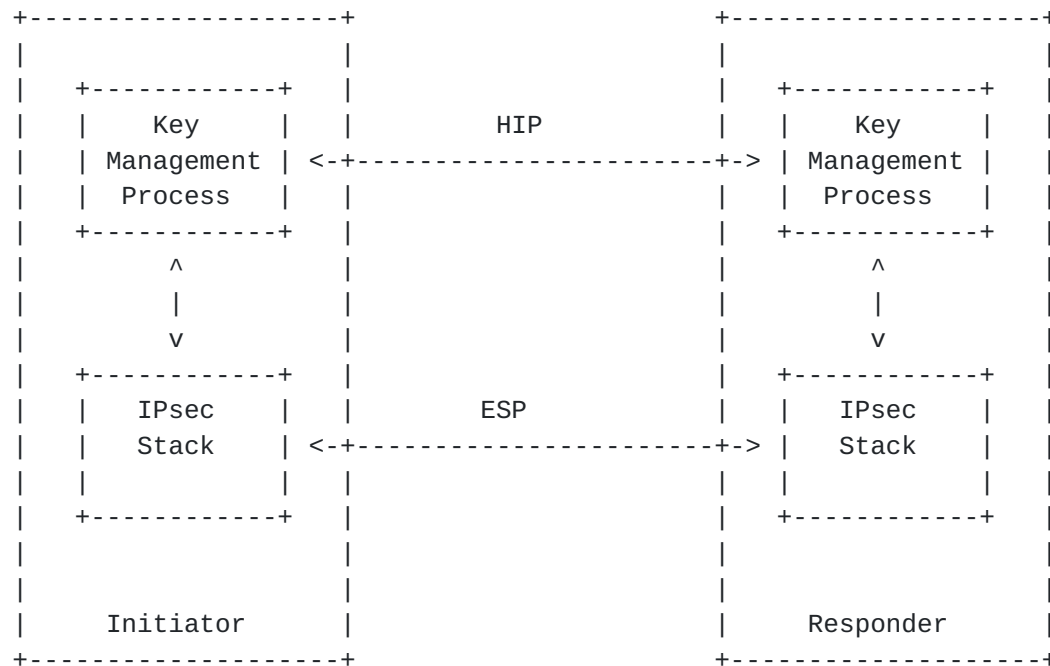 Key HIP Key
Management Management
Process Process
IPsec ESP IPsec
Stack Stack
Initiator Responder